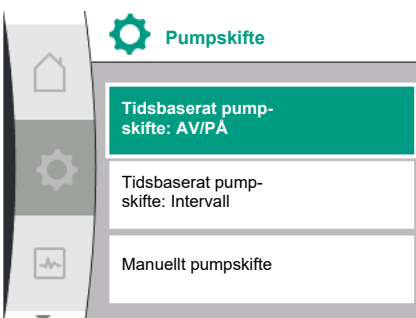 Pumpskifte
Tidsbaserat pump-
skifte: AV/PÅ
Tidsbaserat pump-
skifte: Intervall
Manuellt pumpskifte